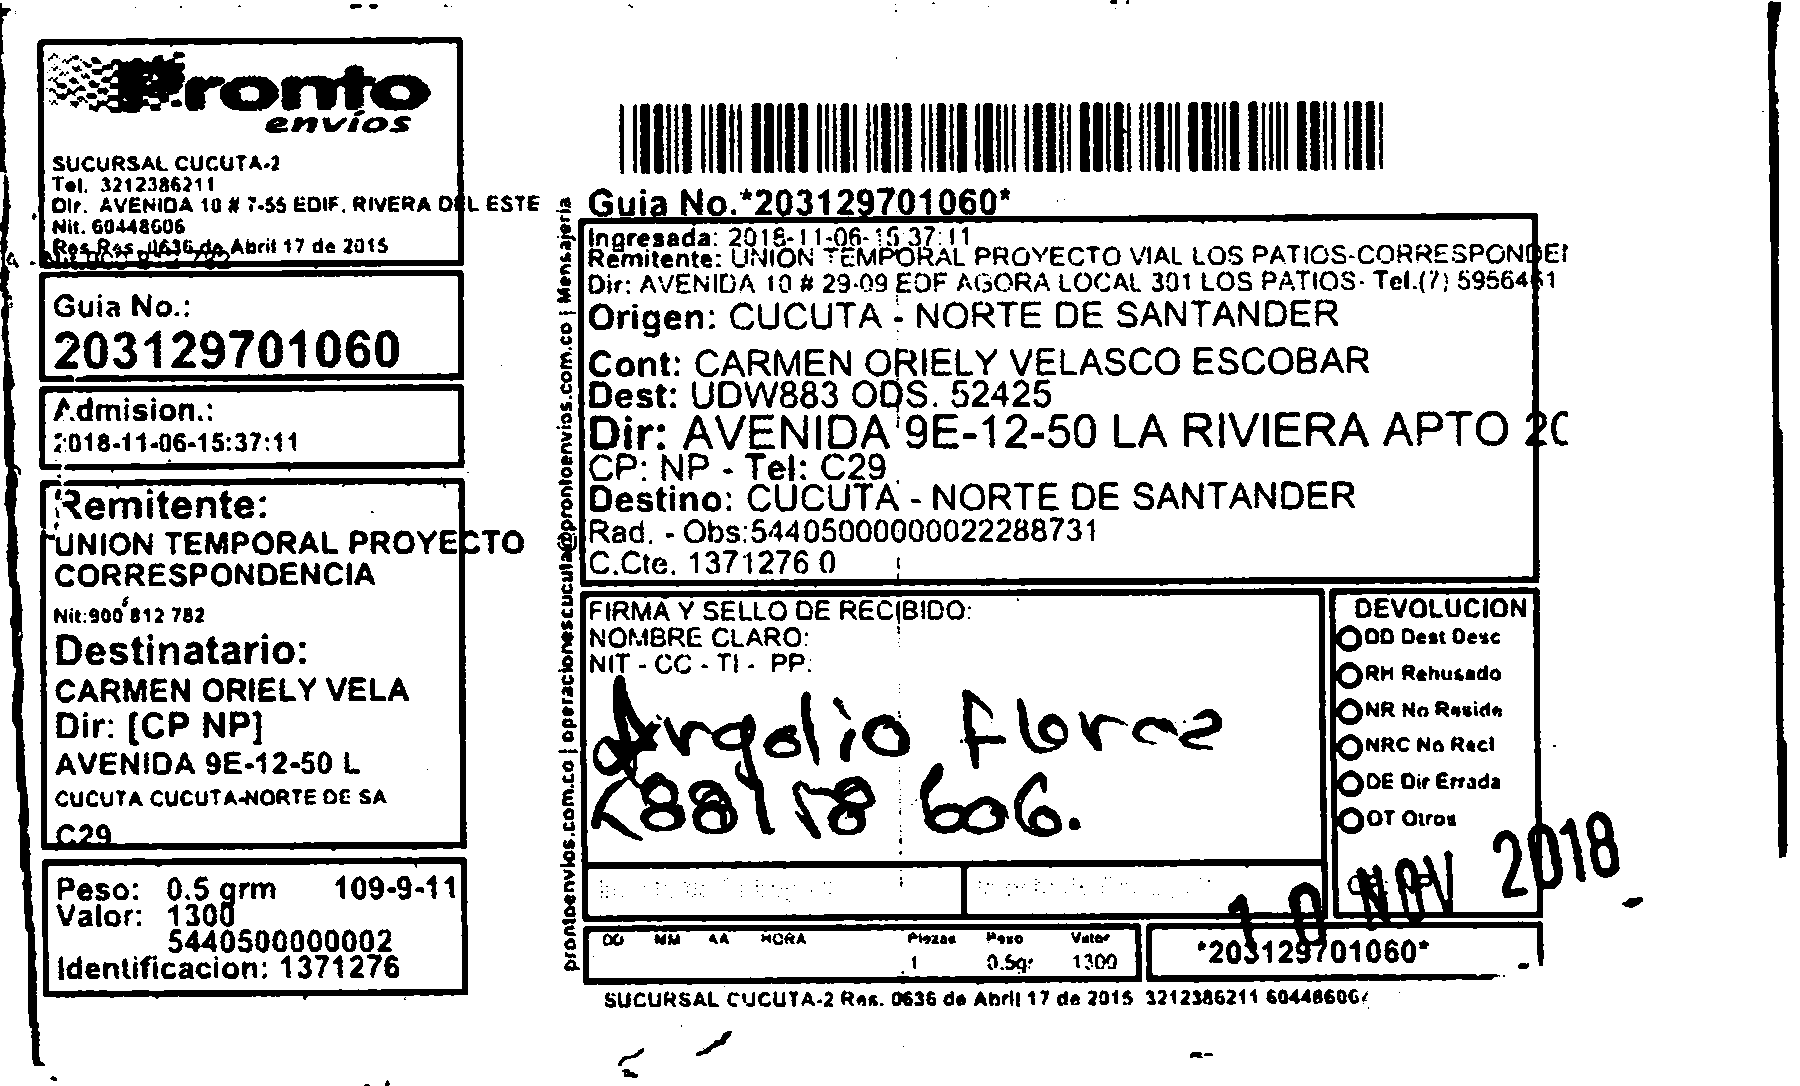 Pronto
envíos
SUCURSAL CUCUTA-2
Tel. 3212386211
Dir. AVENIDA 10 # 7-55 EDIF. RIVERA DEL ESTE
Nit. 60448606
Res Res. 0636 de Abril 17 de 2015
Guia No.:
203129701060
Admision.:
2018-11-06-15:37:11
Remitente:
UNION TEMPORAL PROYECTO
CORRESPONDENCIA
Nit:900 812 782
Destinatario:
CARMEN ORIELY VELA
Dir: [CP NP]
AVENIDA 9E-12-50 L
CUCUTA CUCUTA-NORTE DE SA
C29
Peso: 0.5 grm 109-9-11
Valor: 1300
5440500000002
Identificacion: 1371276
prontoenvios.com.co | operacionescucuta@prontoenvios.com.co | Mensajeria
Guia No.*203129701060*
Ingresada: 2018-11-06-15:37:11
Remitente: UNION TEMPORAL PROYECTO VIAL LOS PATIOS-CORRESPONDEN
Dir: AVENIDA 10 # 29-09 EDF AGORA LOCAL 301 LOS PATIOS- Tel.(7) 5956461
Origen: CUCUTA - NORTE DE SANTANDER
Cont: CARMEN ORIELY VELASCO ESCOBAR
Dest: UDW883 ODS. 52425
Dir: AVENIDA 9E-12-50 LA RIVIERA APTO 20
CP: NP - Tel: C29
Destino: CUCUTA - NORTE DE SANTANDER
Rad. - Obs:54405000000022288731
C.Cte. 1371276 0
FIRMA Y SELLO DE RECIBIDO:
NOMBRE CLARO:
NIT - CC - TI - PP:
Argelio Florez
88158606.
DEVOLUCION
DD Dest Desc
RH Rehusado
NR No Reside
NRC No Recl
DE Dir Errada
OT Otros
10 NOV 2018
DD MM AA HORA Piezas Peso Valor
1 0.5gr 1300
*203129701060*
SUCURSAL CUCUTA-2 Res. 0636 de Abril 17 de 2015 3212386211 60448606